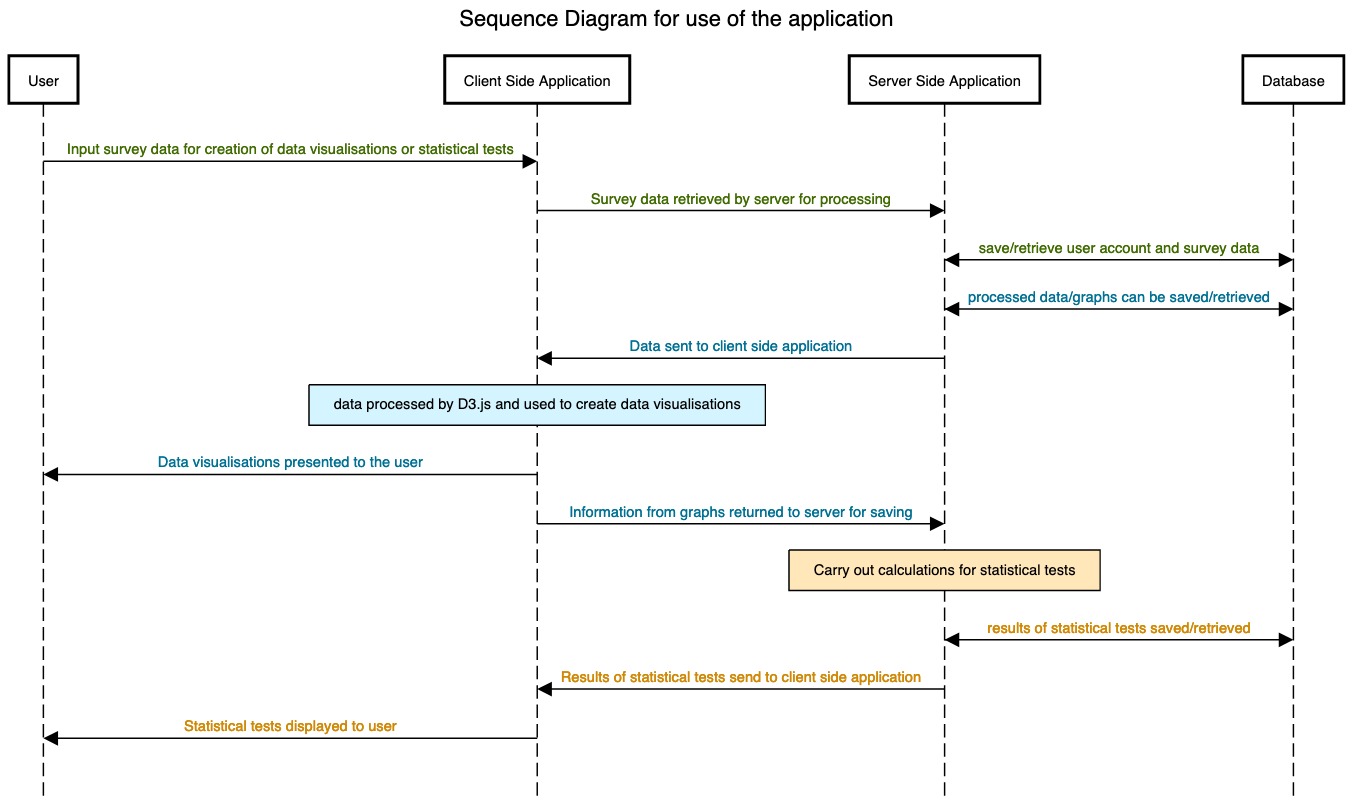 Sequence Diagram for use of the application
User
Client Side Application
Server Side Application
Database
Input survey data for creation of data visualisations or statistical tests
Survey data retrieved by server for processing
save/retrieve user account and survey data
processed data/graphs can be saved/retrieved
Data sent to client side application
data processed by D3.js and used to create data visualisations
Data visualisations presented to the user
Information from graphs returned to server for saving
Carry out calculations for statistical tests
results of statistical tests saved/retrieved
Results of statistical tests send to client side application
Statistical tests displayed to user